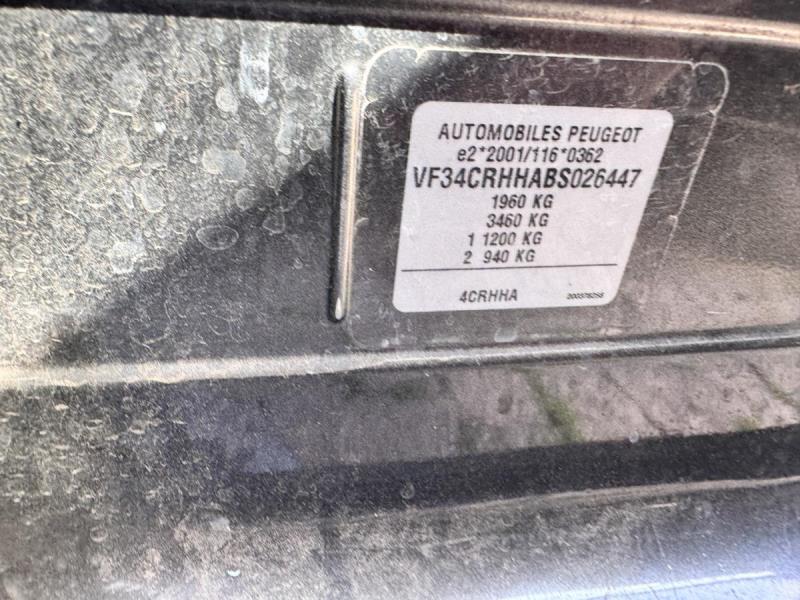 AUTOMOBILES PEUGEOT
e2*2001/116*0362
VF34CRHHABS026447
1960 KG
3460 KG
1 1200 KG
2 940 KG
4CRHHA